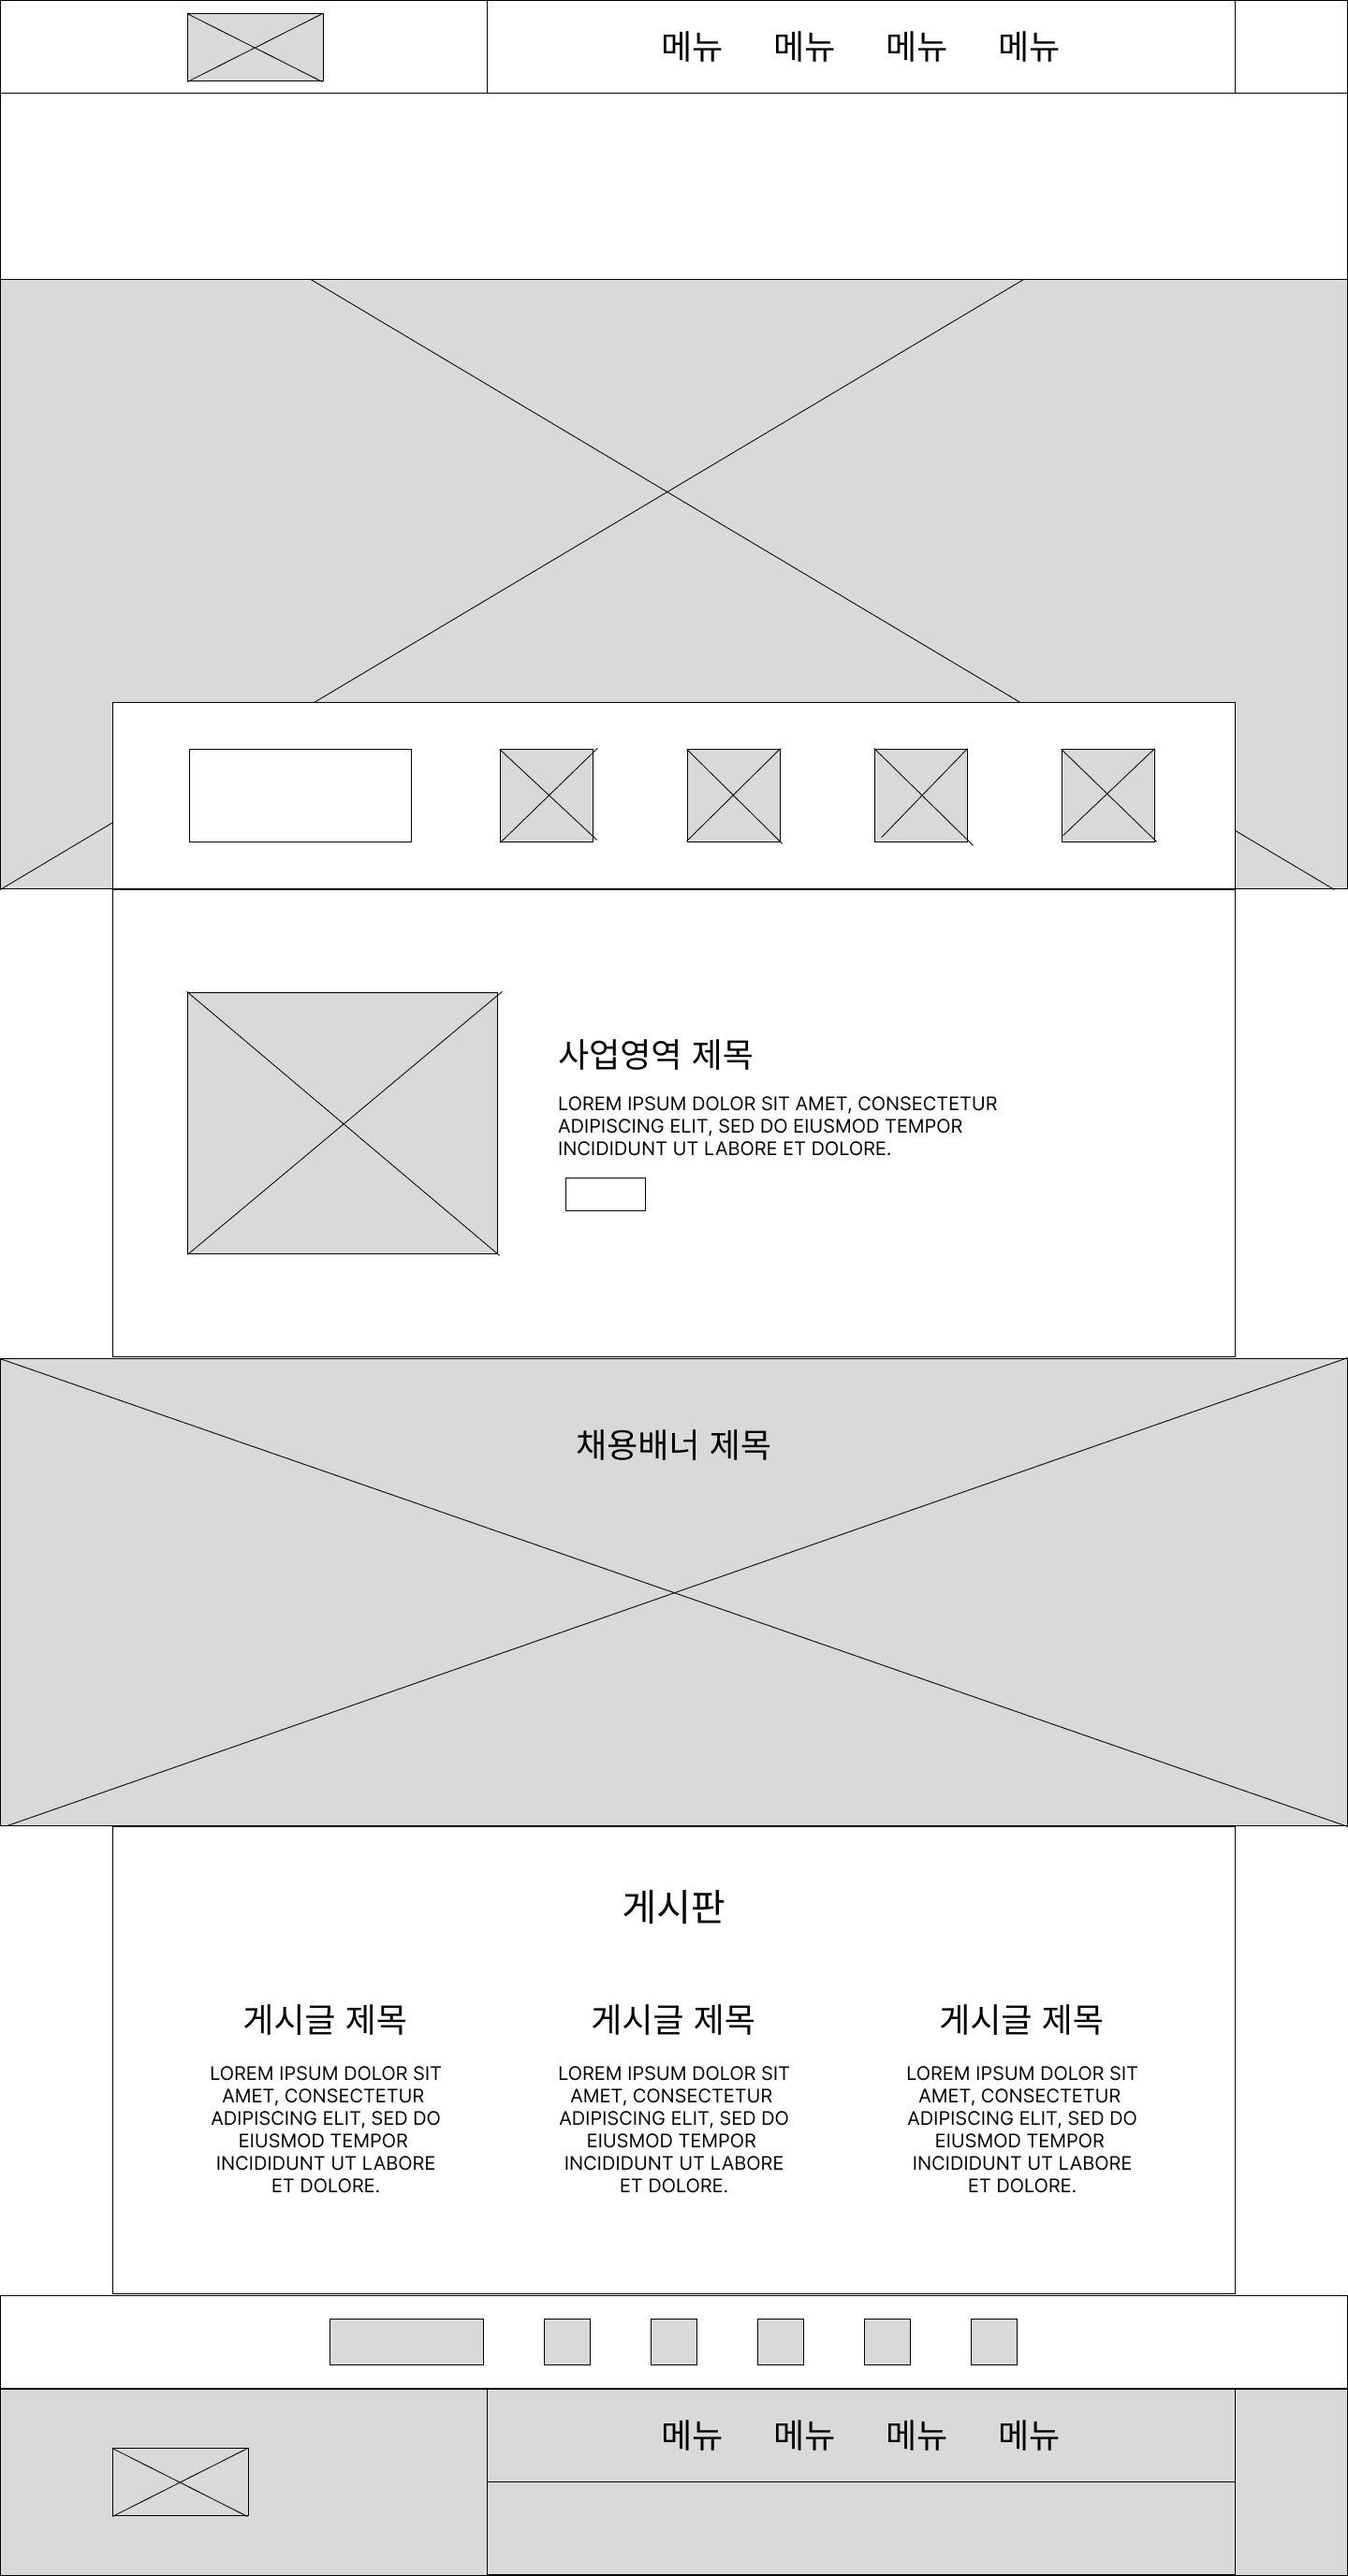 메뉴 메뉴 메뉴 메뉴
사업영역 제목
LOREM IPSUM DOLOR SIT AMET, CONSECTETUR
ADIPISCING ELIT, SED DO EIUSMOD TEMPOR
INCIDIDUNT UT LABORE ET DOLORE.
채용배너 제목
게시판
게시글 제목
LOREM IPSUM DOLOR SIT
AMET, CONSECTETUR
ADIPISCING ELIT, SED DO
EIUSMOD TEMPOR
INCIDIDUNT UT LABORE
ET DOLORE.
게시글 제목
LOREM IPSUM DOLOR SIT
AMET, CONSECTETUR
ADIPISCING ELIT, SED DO
EIUSMOD TEMPOR
INCIDIDUNT UT LABORE
ET DOLORE.
게시글 제목
LOREM IPSUM DOLOR SIT
AMET, CONSECTETUR
ADIPISCING ELIT, SED DO
EIUSMOD TEMPOR
INCIDIDUNT UT LABORE
ET DOLORE.
메뉴 메뉴 메뉴 메뉴